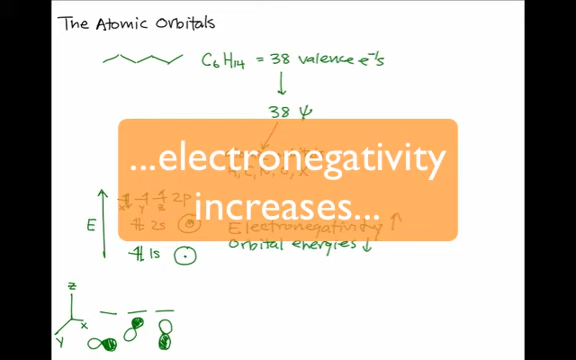 The Atomic Orbitals
C6H14 = 38 valence e⁻'s
38 Ψ
...electronegativity
increases...
H, C, N, O, X
E
x y z 2p
2s
1s
Electronegativity ↑
Orbital energies ↓
z
x
y